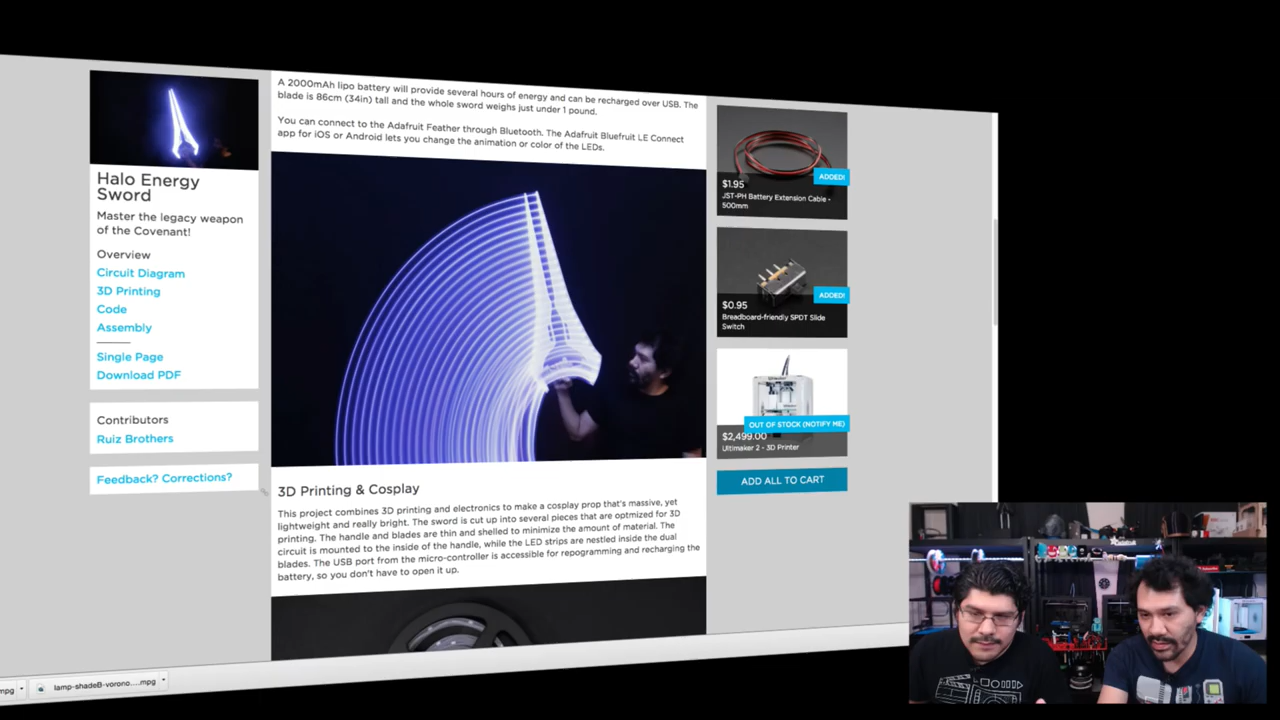 Halo Energy
Sword
Master the legacy weapon
of the Covenant!
Overview
Circuit Diagram
3D Printing
Code
Assembly
Single Page
Download PDF
Contributors
Ruiz Brothers
Feedback? Corrections?
A 2000mAh lipo battery will provide several hours of energy and can be recharged over USB. The
blade is 86cm (34in) tall and the whole sword weighs just under 1 pound.
You can connect to the Adafruit Feather through Bluetooth. The Adafruit Bluefruit LE Connect
app for iOS or Android lets you change the animation or color of the LEDs.
3D Printing & Cosplay
This project combines 3D printing and electronics to make a cosplay prop that's massive, yet
lightweight and really bright. The sword is cut up into several pieces that are optmized for 3D
printing. The handle and blades are thin and shelled to minimize the amount of material. The
circuit is mounted to the inside of the handle, while the LED strips are nestled inside the dual
blades. The USB port from the micro-controller is accessible for repogramming and recharging the
battery, so you don't have to open it up.
ADDED!
$1.95
JST-PH Battery Extension Cable -
500mm
ADDED!
$0.95
Breadboard-friendly SPDT Slide
Switch
OUT OF STOCK (NOTIFY ME)
$2,499.00
Ultimaker 2 - 3D Printer
ADD ALL TO CART
mpg
lamp-shadeB-vorono....mpg